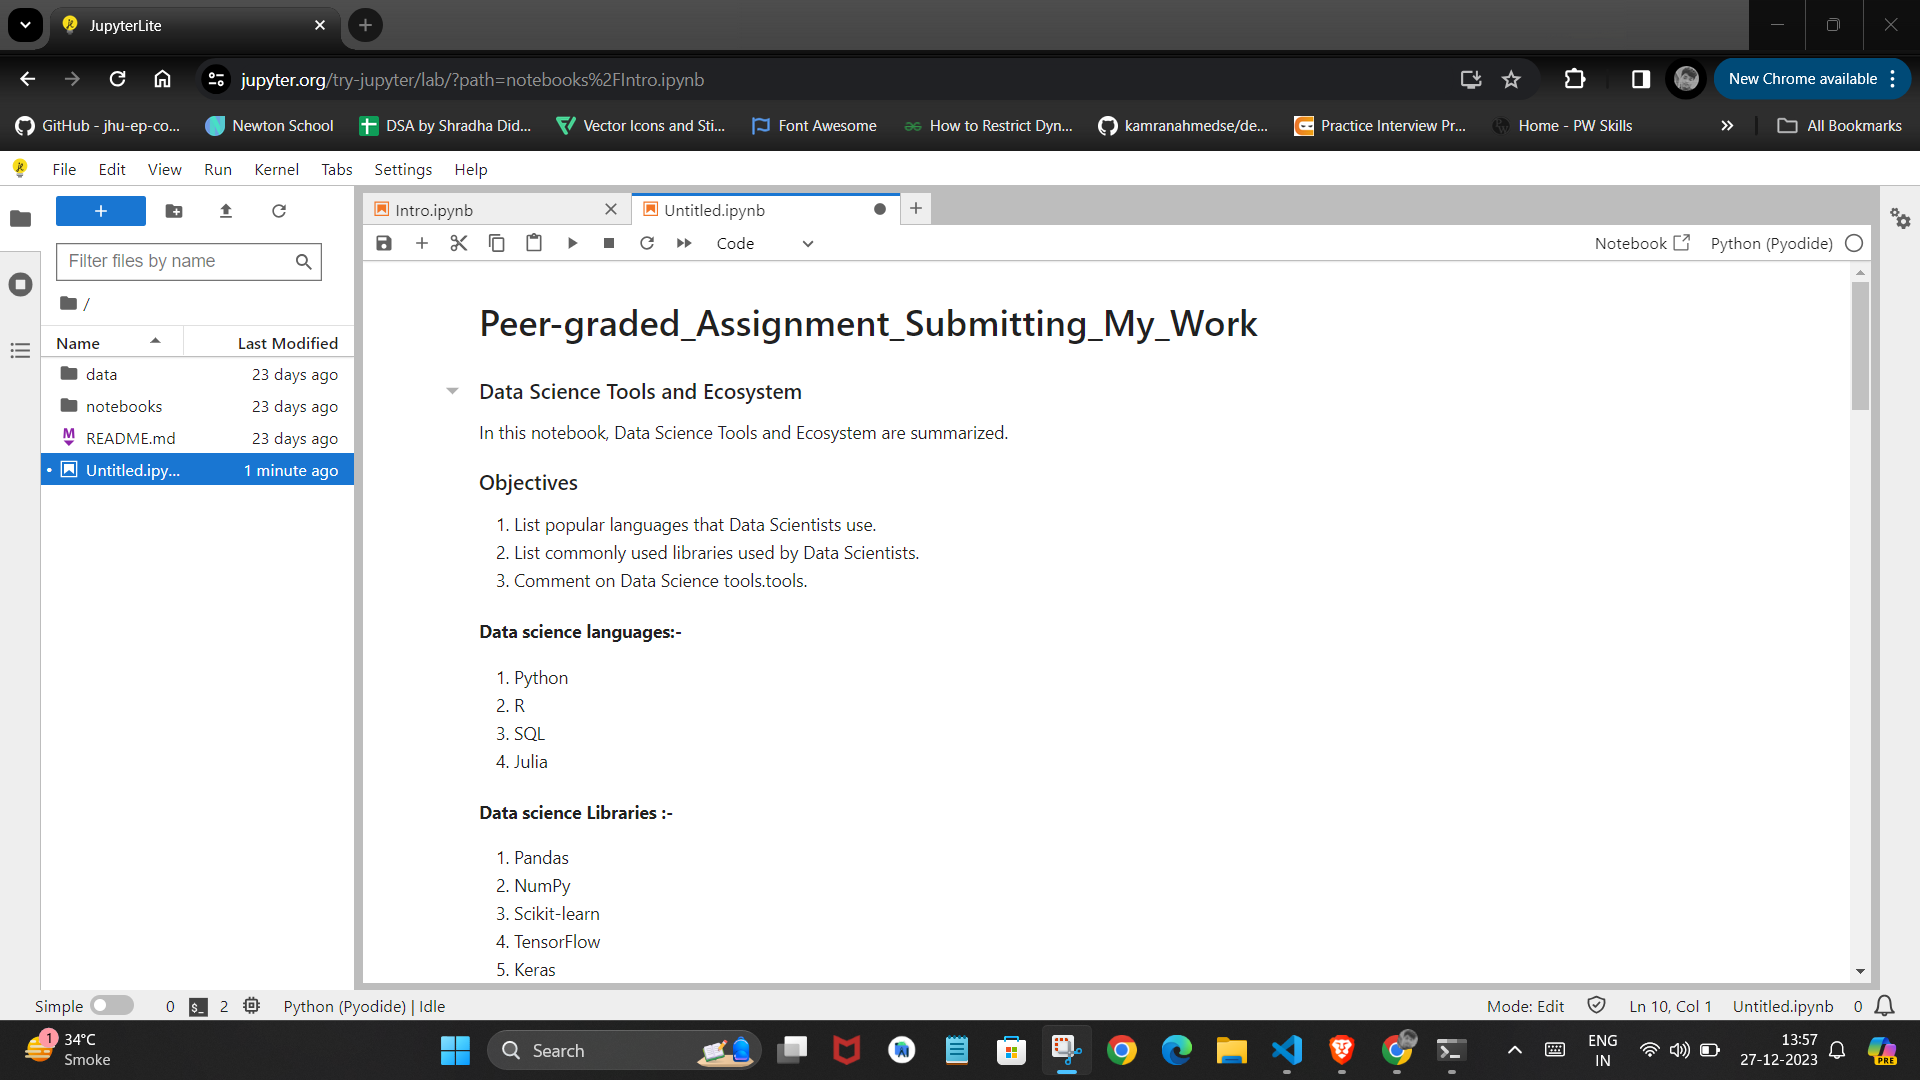 JupyterLite
jupyter.org/try-jupyter/lab/?path=notebooks%2FIntro.ipynb
New Chrome available
GitHub - jhu-ep-co...
Newton School
DSA by Shradha Did...
Vector Icons and Sti...
Font Awesome
How to Restrict Dyn...
kamranahmedse/de...
Practice Interview Pr...
Home - PW Skills
All Bookmarks
File Edit View Run Kernel Tabs Settings Help
Intro.ipynb
Untitled.ipynb
Code
Notebook
Python (Pyodide)
Filter files by name
/
Name Last Modified
data 23 days ago
notebooks 23 days ago
README.md 23 days ago
Untitled.ipy... 1 minute ago
Peer-graded_Assignment_Submitting_My_Work
Data Science Tools and Ecosystem
In this notebook, Data Science Tools and Ecosystem are summarized.
Objectives
1. List popular languages that Data Scientists use.
2. List commonly used libraries used by Data Scientists.
3. Comment on Data Science tools.tools.
Data science languages:-
1. Python
2. R
3. SQL
4. Julia
Data science Libraries :-
1. Pandas
2. NumPy
3. Scikit-learn
4. TensorFlow
5. Keras
Simple 0 $_ 2 Python (Pyodide) | Idle
Mode: Edit Ln 10, Col 1 Untitled.ipynb 0
1
34°C
Smoke
Search
ENG
IN
13:57
27-12-2023
PRE